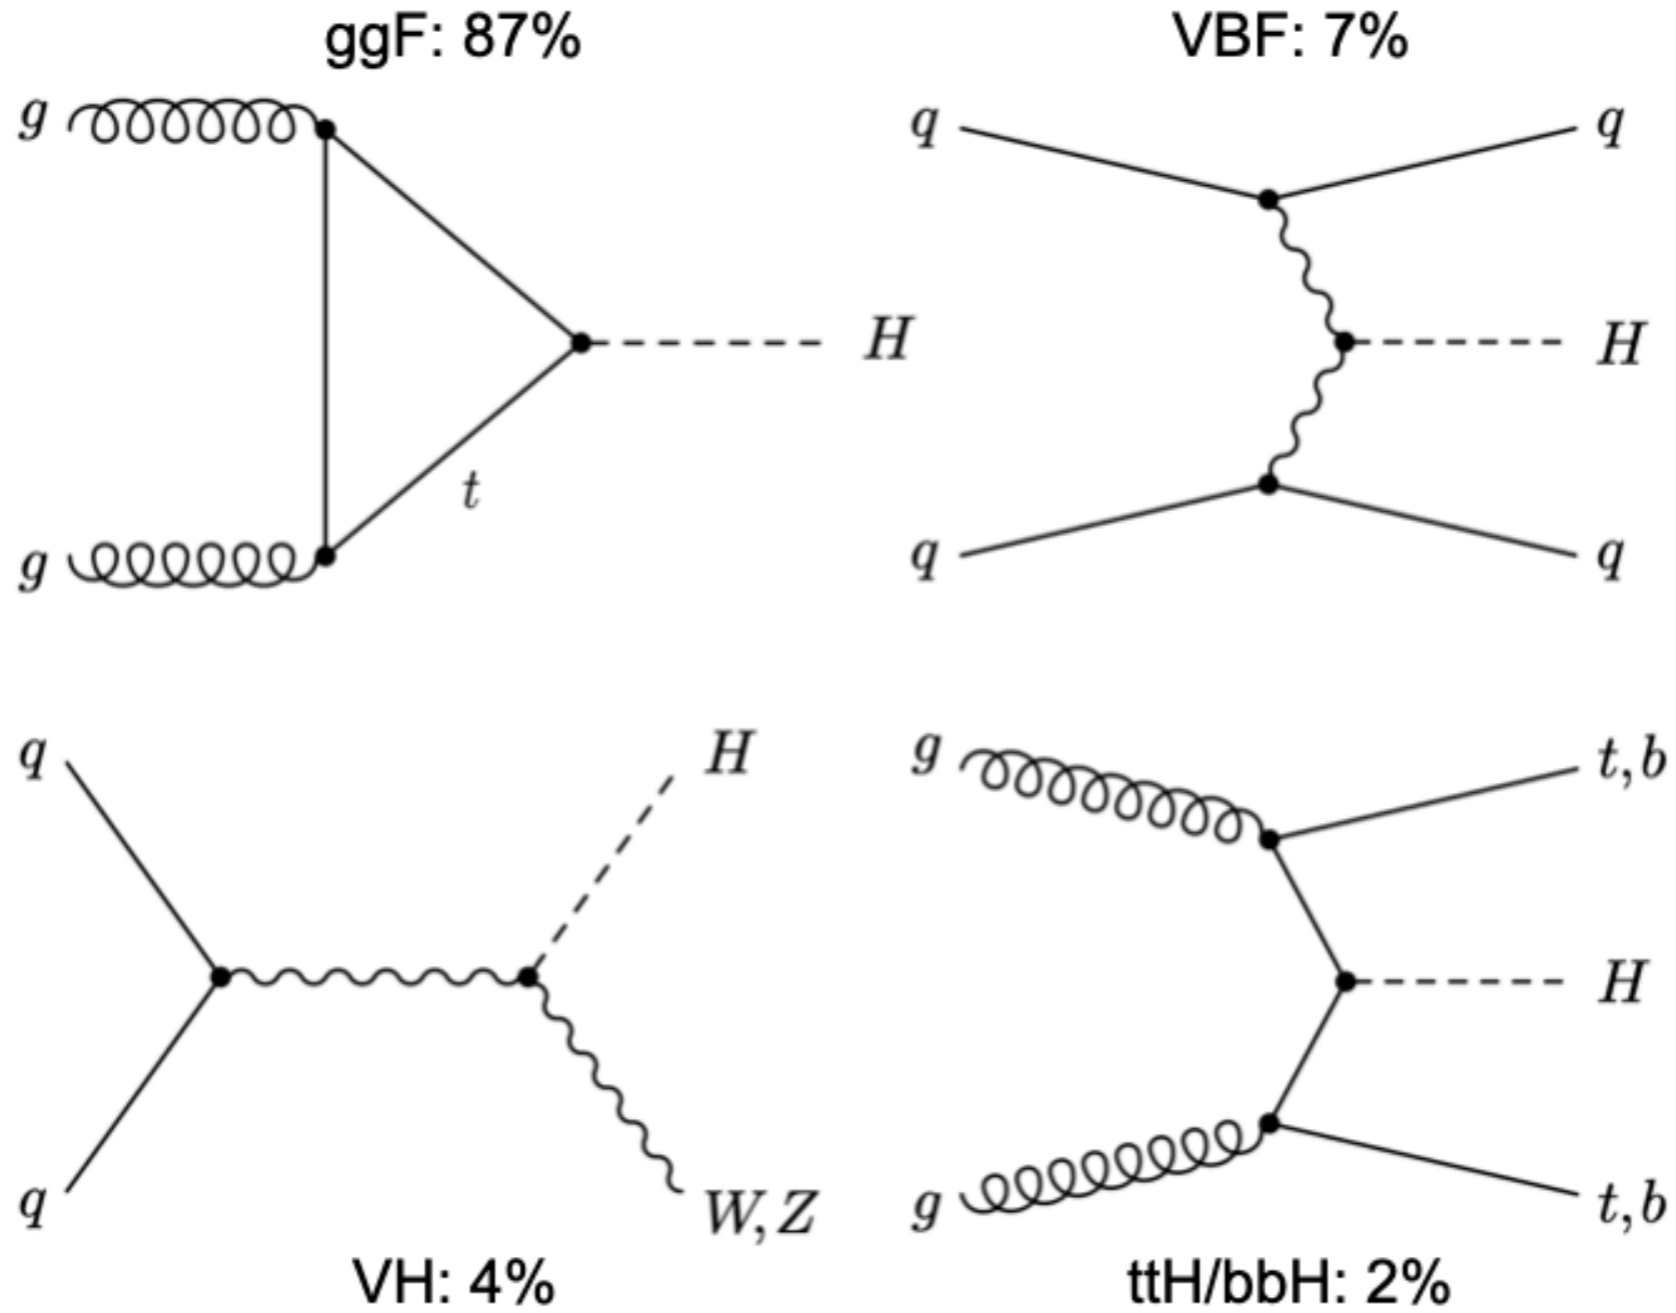 ggF: 87%
g
H
t
g
VBF: 7%
q
q
H
q
q
q
H
q
W, Z
VH: 4%
g
t, b
H
g
t, b
ttH/bbH: 2%